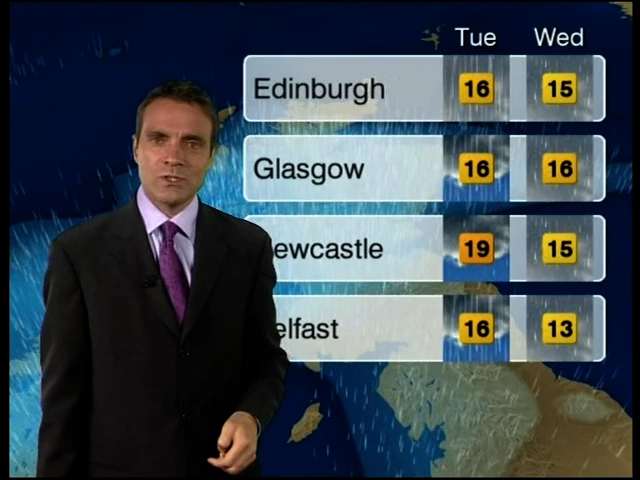 Tue Wed
Edinburgh 16 15
Glasgow 16 16
ewcastle 19 15
elfast 16 13